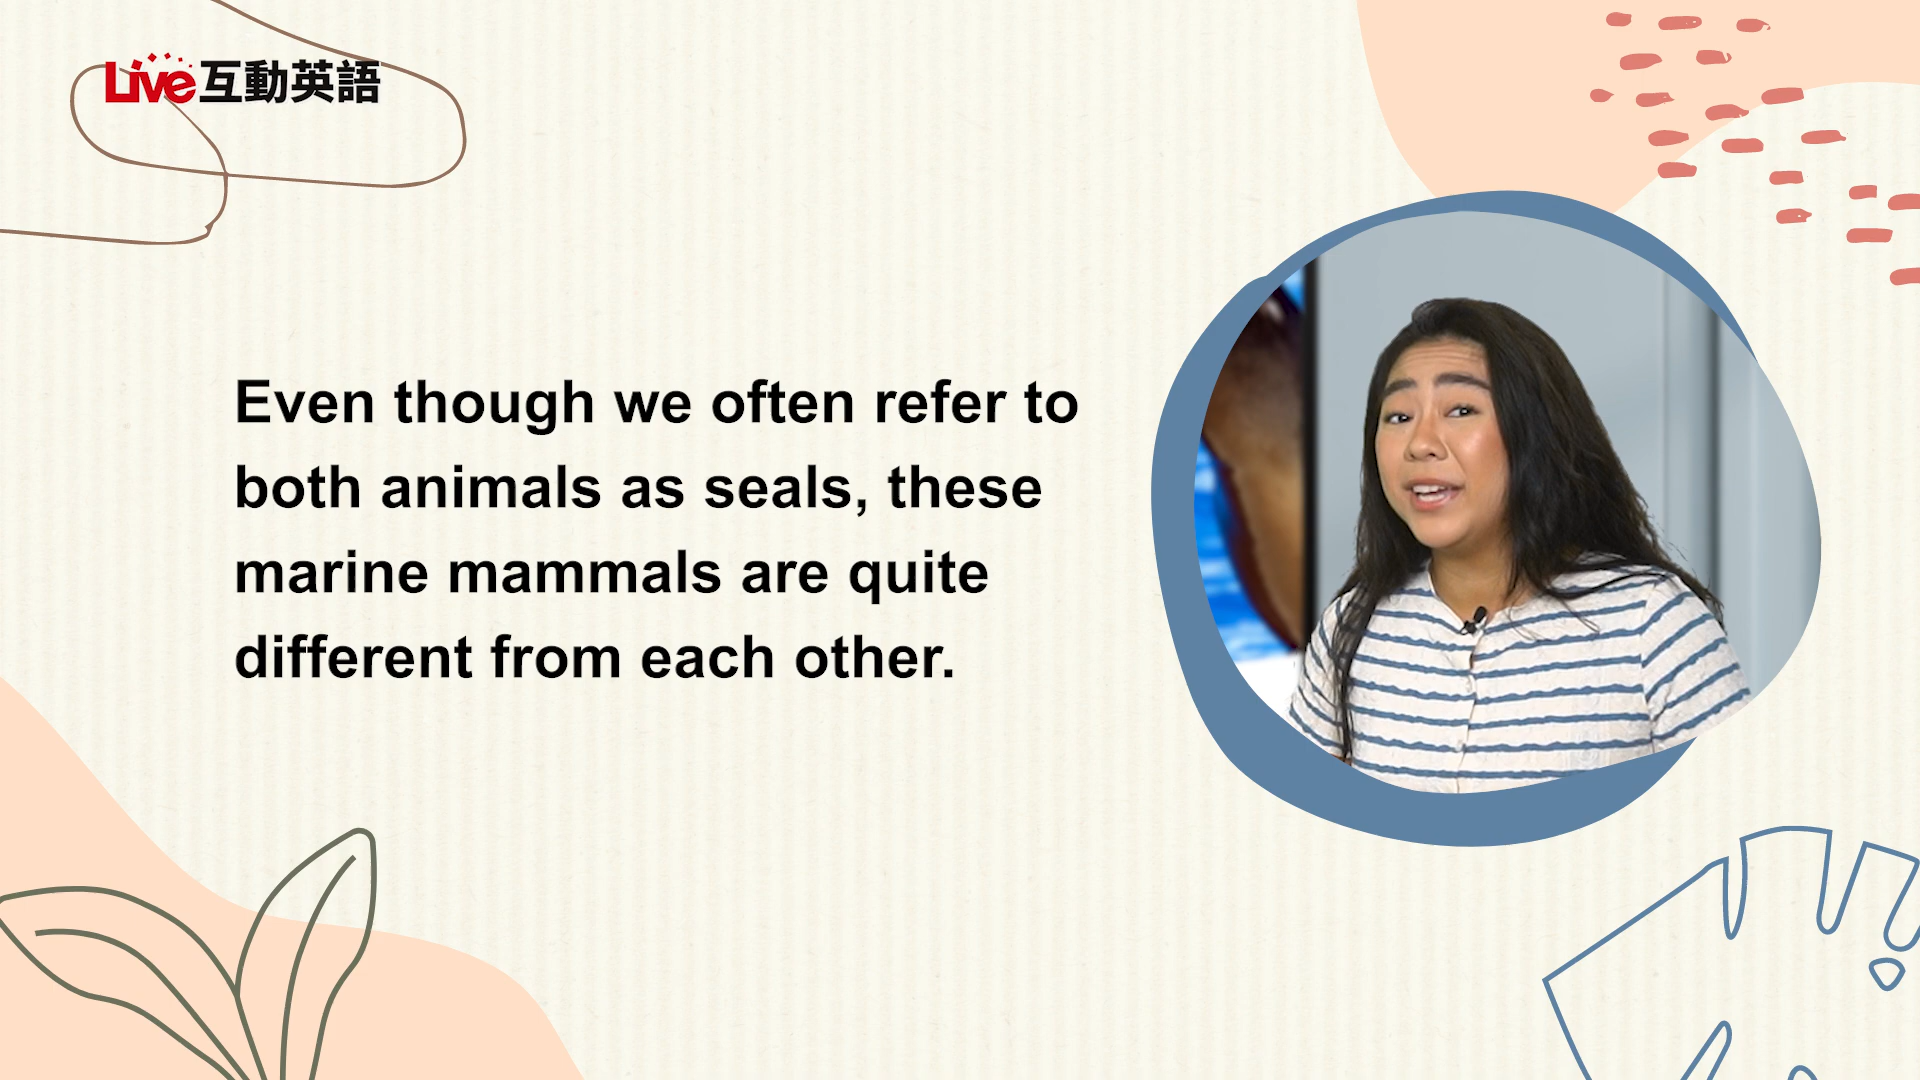 Live互動英語
Even though we often refer to
both animals as seals, these
marine mammals are quite
different from each other.